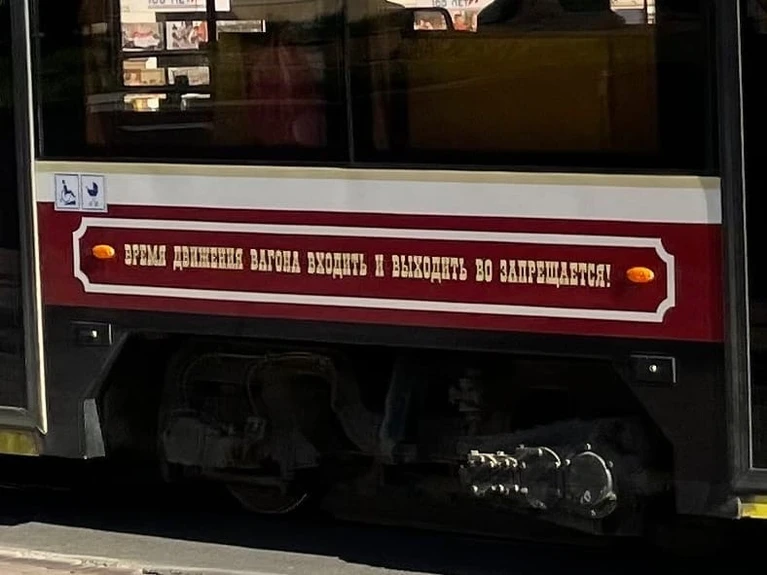 ВРЕМЯ ДВИЖЕНИЯ ВАГОНА ВХОДИТЬ И ВЫХОДИТЬ ВО ЗАПРЕЩАЕТСЯ!